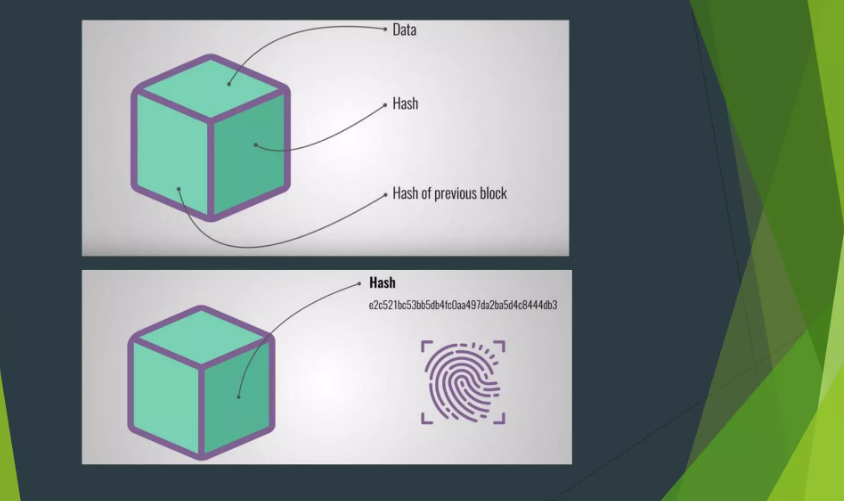 Data
Hash
Hash of previous block
Hash
e2c521bc53bb5db4fc0aa497da2ba5d4c8444db3